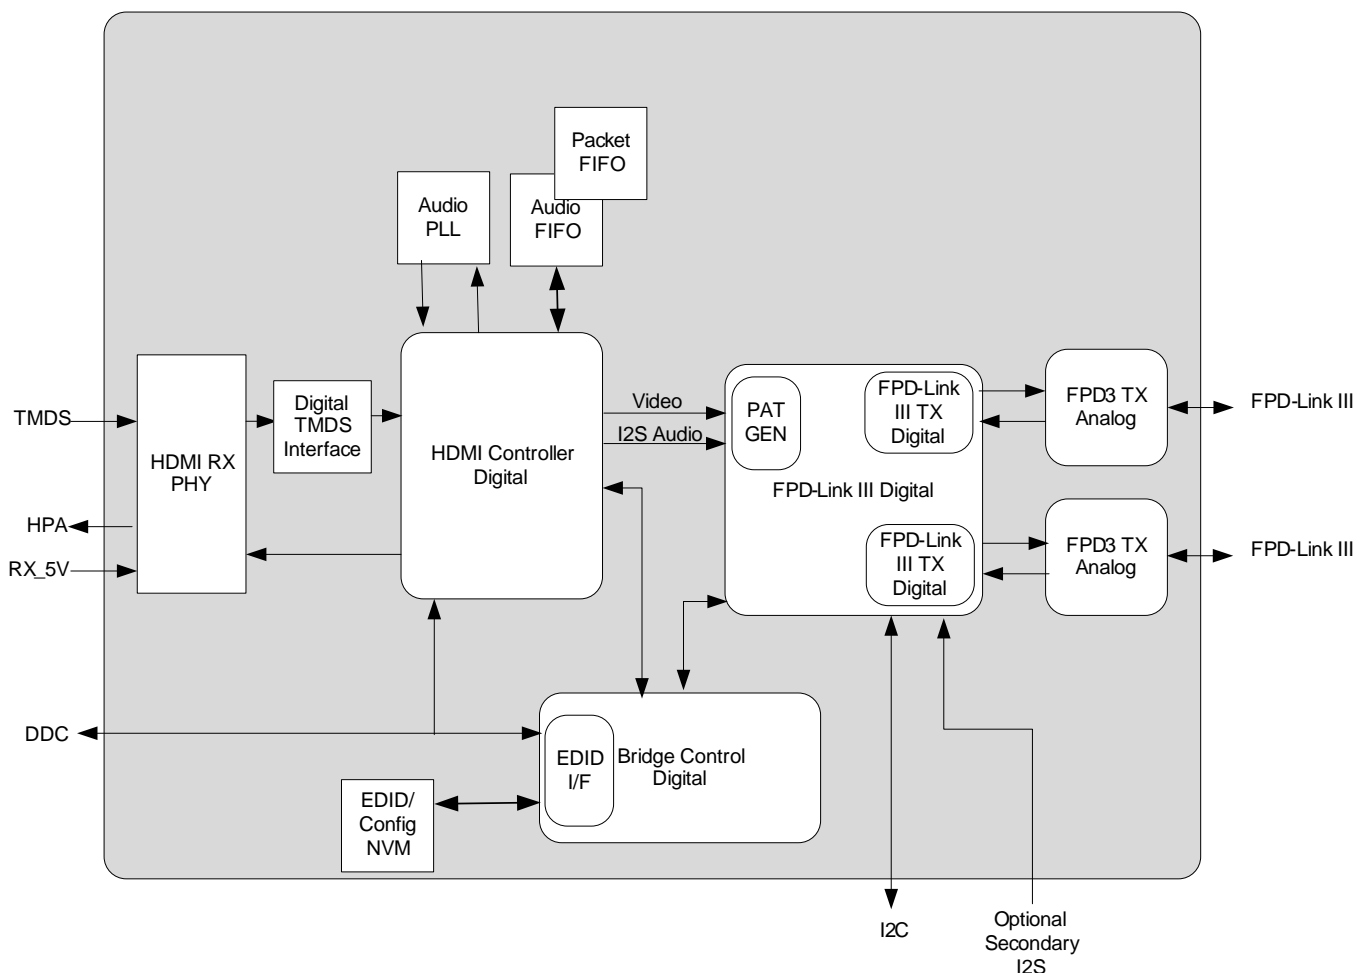 Packet
FIFO
Audio
PLL
Audio
FIFO
TMDS
HDMI RX
PHY
Digital
TMDS
Interface
HDMI Controller
Digital
Video
I2S Audio
PAT
GEN
FPD-Link
III TX
Digital
FPD-Link III Digital
FPD-Link
III TX
Digital
FPD3 TX
Analog
FPD-Link III
FPD3 TX
Analog
FPD-Link III
HPA
RX_5V
DDC
EDID
I/F
Bridge Control
Digital
EDID/
Config
NVM
I2C
Optional
Secondary
I2S